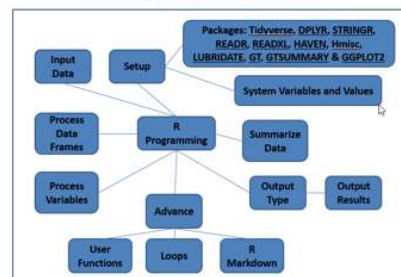 Packages: Tidyverse, DPLYR, STRINGR,
READR, READXL, HAVEN, Hmisc,
LUBRIDATE, GT, GTSUMMARY & GGPLOT2
Input
Data
Setup
System Variables and Values
Process
Data
Frames
R
Programming
Summarize
Data
Process
Variables
Output
Type
Output
Results
Advance
User
Functions
Loops
R
Markdown